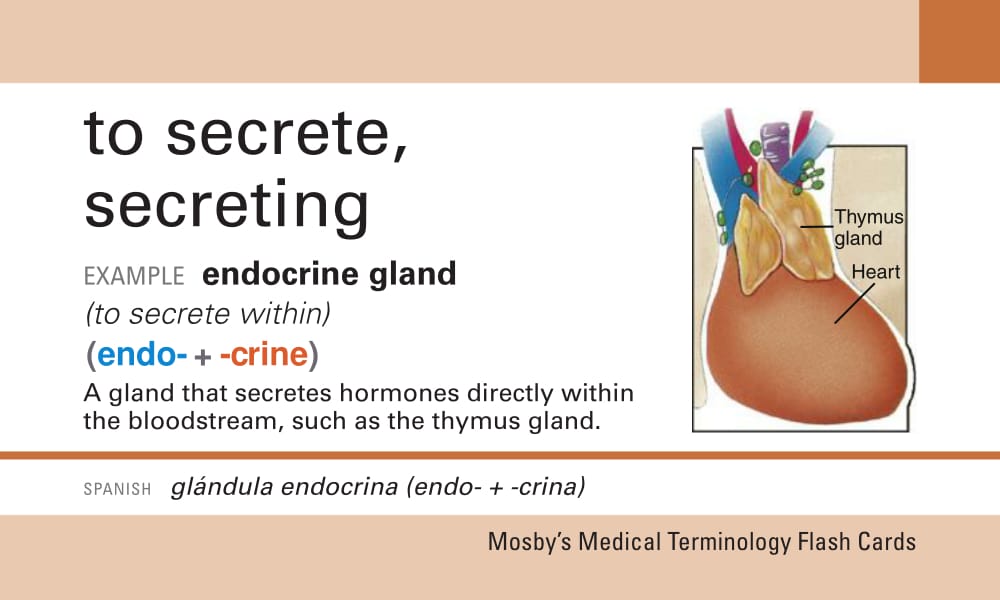 to secrete,
secreting
EXAMPLE endocrine gland
(to secrete within)
(endo- + -crine)
A gland that secretes hormones directly within
the bloodstream, such as the thymus gland.
Thymus
gland
Heart
SPANISH glándula endocrina (endo- + -crina)
Mosby's Medical Terminology Flash Cards